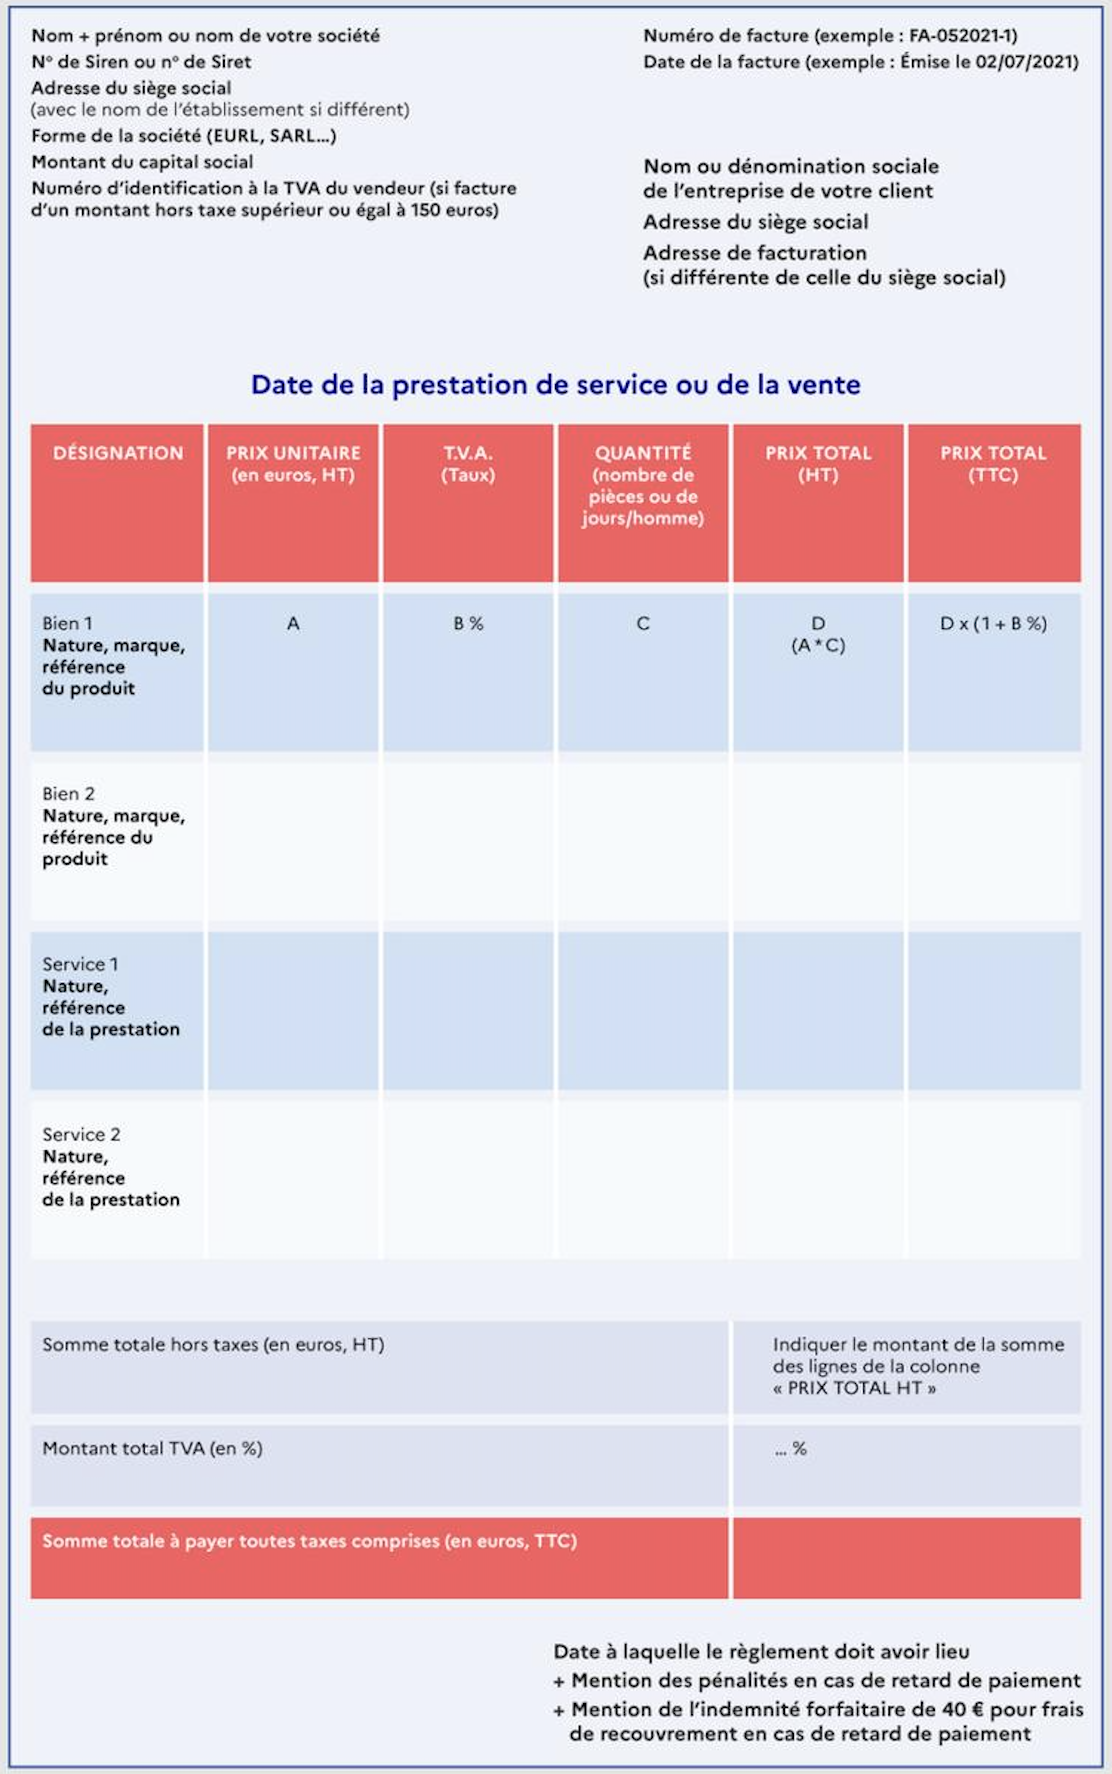 Nom + prénom ou nom de votre société
N° de Siren ou n° de Siret
Adresse du siège social
(avec le nom de l'établissement si différent)
Forme de la société (EURL, SARL...)
Montant du capital social
Numéro d'identification à la TVA du vendeur (si facture
d'un montant hors taxe supérieur ou égal à 150 euros)
Numéro de facture (exemple : FA-052021-1)
Date de la facture (exemple : Émise le 02/07/2021)
Nom ou dénomination sociale
de l'entreprise de votre client
Adresse du siège social
Adresse de facturation
(si différente de celle du siège social)
Date de la prestation de service ou de la vente
DÉSIGNATION
PRIX UNITAIRE
(en euros, HT)
T.V.A.
(Taux)
QUANTITÉ
(nombre de
pièces ou de
jours/homme)
PRIX TOTAL
(HT)
PRIX TOTAL
(TTC)
Bien 1
Nature, marque,
référence
du produit
A
B %
C
D
(A * C)
D x (1 + B %)
Bien 2
Nature, marque,
référence du
produit
Service 1
Nature,
référence
de la prestation
Service 2
Nature,
référence
de la prestation
Somme totale hors taxes (en euros, HT)
Indiquer le montant de la somme
des lignes de la colonne
« PRIX TOTAL HT »
Montant total TVA (en %)
... %
Somme totale à payer toutes taxes comprises (en euros, TTC)
Date à laquelle le règlement doit avoir lieu
+ Mention des pénalités en cas de retard de paiement
+ Mention de l'indemnité forfaitaire de 40 € pour frais
de recouvrement en cas de retard de paiement